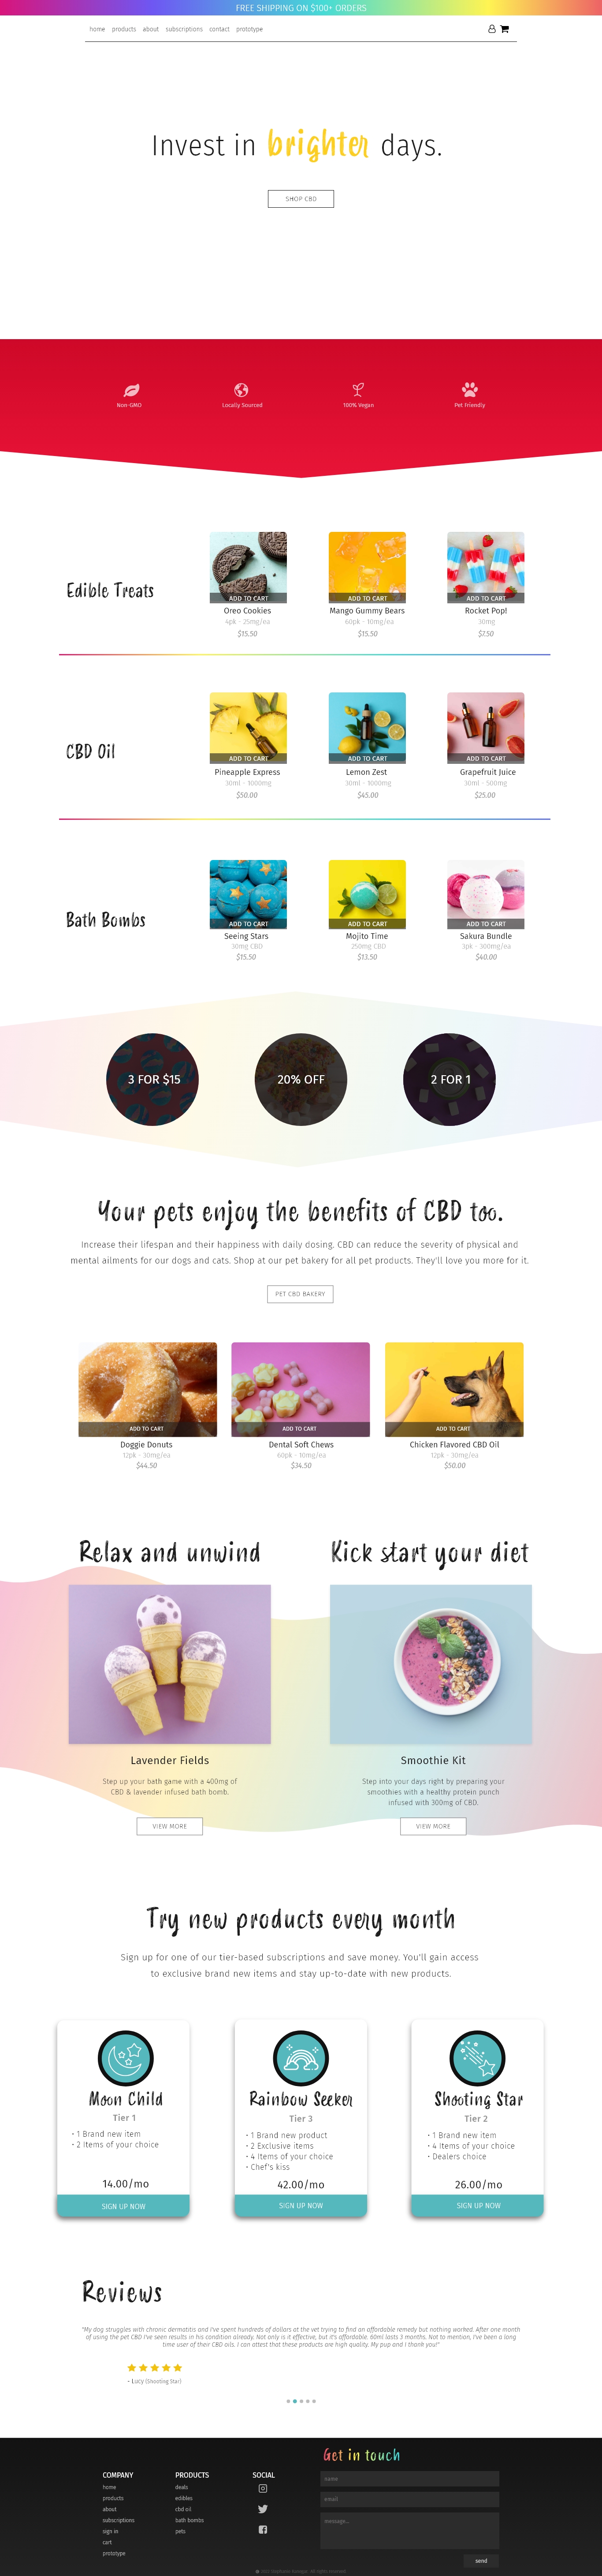 FREE SHIPPING ON $100+ ORDERS
home products about subscriptions contact prototype
Invest in brighter days.
SHOP CBD
Non-GMO Locally Sourced 100% Vegan Pet Friendly
Edible Treats
ADD TO CART ADD TO CART ADD TO CART
Oreo Cookies Mango Gummy Bears Rocket Pop!
4pk - 25mg/ea 60pk - 10mg/ea 30mg
$15.50 $15.50 $7.50
CBD Oil
ADD TO CART ADD TO CART ADD TO CART
Pineapple Express Lemon Zest Grapefruit Juice
30ml - 1000mg 30ml - 1000mg 30ml - 500mg
$50.00 $45.00 $25.00
Bath Bombs
ADD TO CART ADD TO CART ADD TO CART
Seeing Stars Mojito Time Sakura Bundle
30mg CBD 250mg CBD 3pk - 300mg/ea
$15.50 $13.50 $40.00
3 FOR $15 20% OFF 2 FOR 1
Your pets enjoy the benefits of CBD too.
Increase their lifespan and their happiness with daily dosing. CBD can reduce the severity of physical and
mental ailments for our dogs and cats. Shop at our pet bakery for all pet products. They'll love you more for it.
PET CBD BAKERY
ADD TO CART ADD TO CART ADD TO CART
Doggie Donuts Dental Soft Chews Chicken Flavored CBD Oil
12pk - 30mg/ea 60pk - 10mg/ea 12pk - 30mg/ea
$44.50 $34.50 $50.00
Relax and unwind
Lavender Fields
Step up your bath game with a 400mg of
CBD & lavender infused bath bomb.
VIEW MORE
Kick start your diet
Smoothie Kit
Step into your days right by preparing your
smoothies with a healthy protein punch
infused with 300mg of CBD.
VIEW MORE
Try new products every month
Sign up for one of our tier-based subscriptions and save money. You'll gain access
to exclusive brand new items and stay up-to-date with new products.
Moon Child
Tier 1
• 1 Brand new item
• 2 Items of your choice
14.00/mo
SIGN UP NOW
Rainbow Seeker
Tier 3
• 1 Brand new product
• 2 Exclusive items
• 4 Items of your choice
• Chef's kiss
42.00/mo
SIGN UP NOW
Shooting Star
Tier 2
• 1 Brand new item
• 4 Items of your choice
• Dealers choice
26.00/mo
SIGN UP NOW
Reviews
"My dog struggles with chronic dermatitis and I've spent hundreds of dollars at the vet trying to find an affordable remedy but nothing worked. After one month
of using the pet CBD I've seen results in his condition already. Not only is it effective, but it's affordable. 60ml lasts 3 months. Not to mention, I've been a long
time user of their CBD oils. I can attest that these products are high quality. My pup and I thank you!"
- Lucy (Shooting Star)
COMPANY
home
products
about
subscriptions
sign in
cart
prototype
PRODUCTS
deals
edibles
cbd oil
bath bombs
pets
SOCIAL
Get in touch
name
email
message...
send